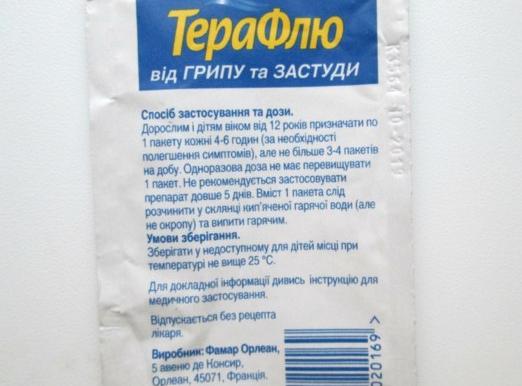 ТераФлю
від ГРИПУ та ЗАСТУДИ
Спосіб застосування та дози.
Дорослим і дітям віком від 12 років призначати по
1 пакету кожні 4-6 годин (за необхідності
полегшення симптомів), але не більше 3-4 пакетів
на добу. Одноразова доза не має перевищувати
1 пакет. Не рекомендується застосовувати
препарат довше 5 днів. Вміст 1 пакета слід
розчинити у склянці кип'яченої гарячої води (але
не окропу) та випити гарячим.
Умови зберігання.
Зберігати у недоступному для дітей місці при
температурі не вище 25 °С.
Для докладної інформації дивись інструкцію для
медичного застосування.
Відпускається без рецепта
лікаря.
Виробник: Фамар Орлеан,
5 авеню де Консир,
Орлеан, 45071, Франція.
020169 >
10-2019